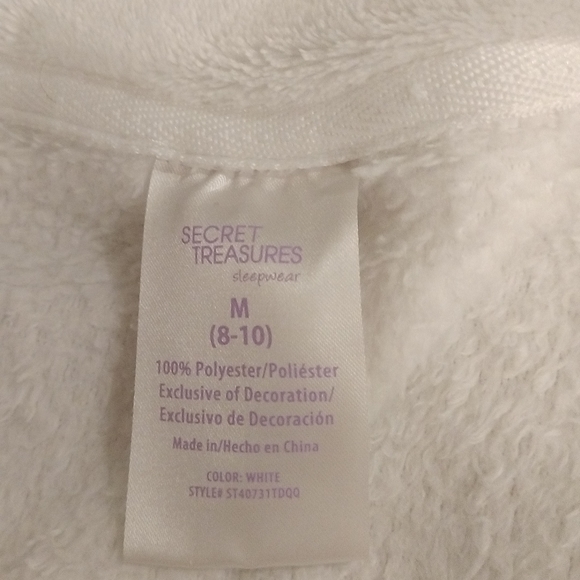 SECRET
TREASURES
sleepwear
M
(8-10)
100% Polyester/Poliéster
Exclusive of Decoration/
Exclusivo de Decoración
Made in/Hecho en China
COLOR: WHITE
STYLE# ST40731TDQQ